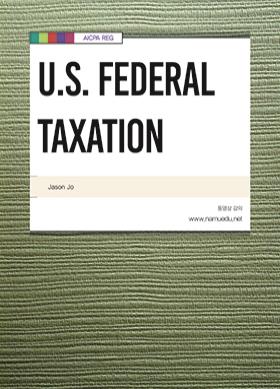 AICPA REG
U.S. FEDERAL
TAXATION
Jason Jo
동영상 강의
www.namuedu.net